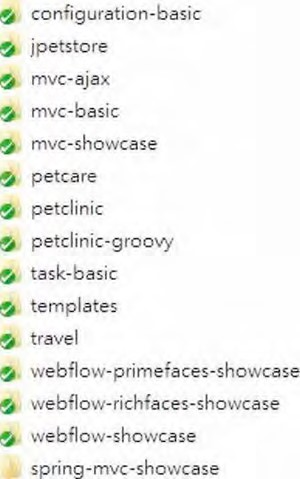 configuration-basic
jpetstore
mvc-ajax
mvc-basic
mvc-showcase
petcare
petclinic
petclinic-groovy
task-basic
templates
travel
webflow-primefaces-showcase
webflow-richfaces-showcase
webflow-showcase
spring-mvc-showcase